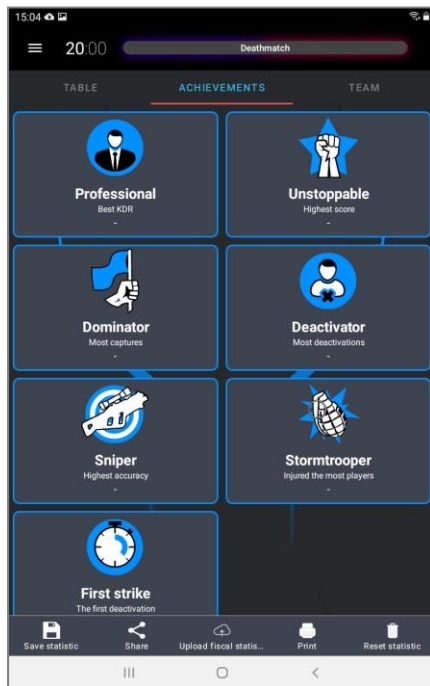 15:04
20:00
Deathmatch
TABLE ACHIEVEMENTS TEAM
Professional
Best KDR
-
Unstoppable
Highest score
-
Dominator
Most captures
-
Deactivator
Most deactivations
-
Sniper
Highest accuracy
-
Stormtrooper
Injured the most players
-
First strike
The first deactivation
Save statistic Share Upload fiscal statis... Print Reset statistic